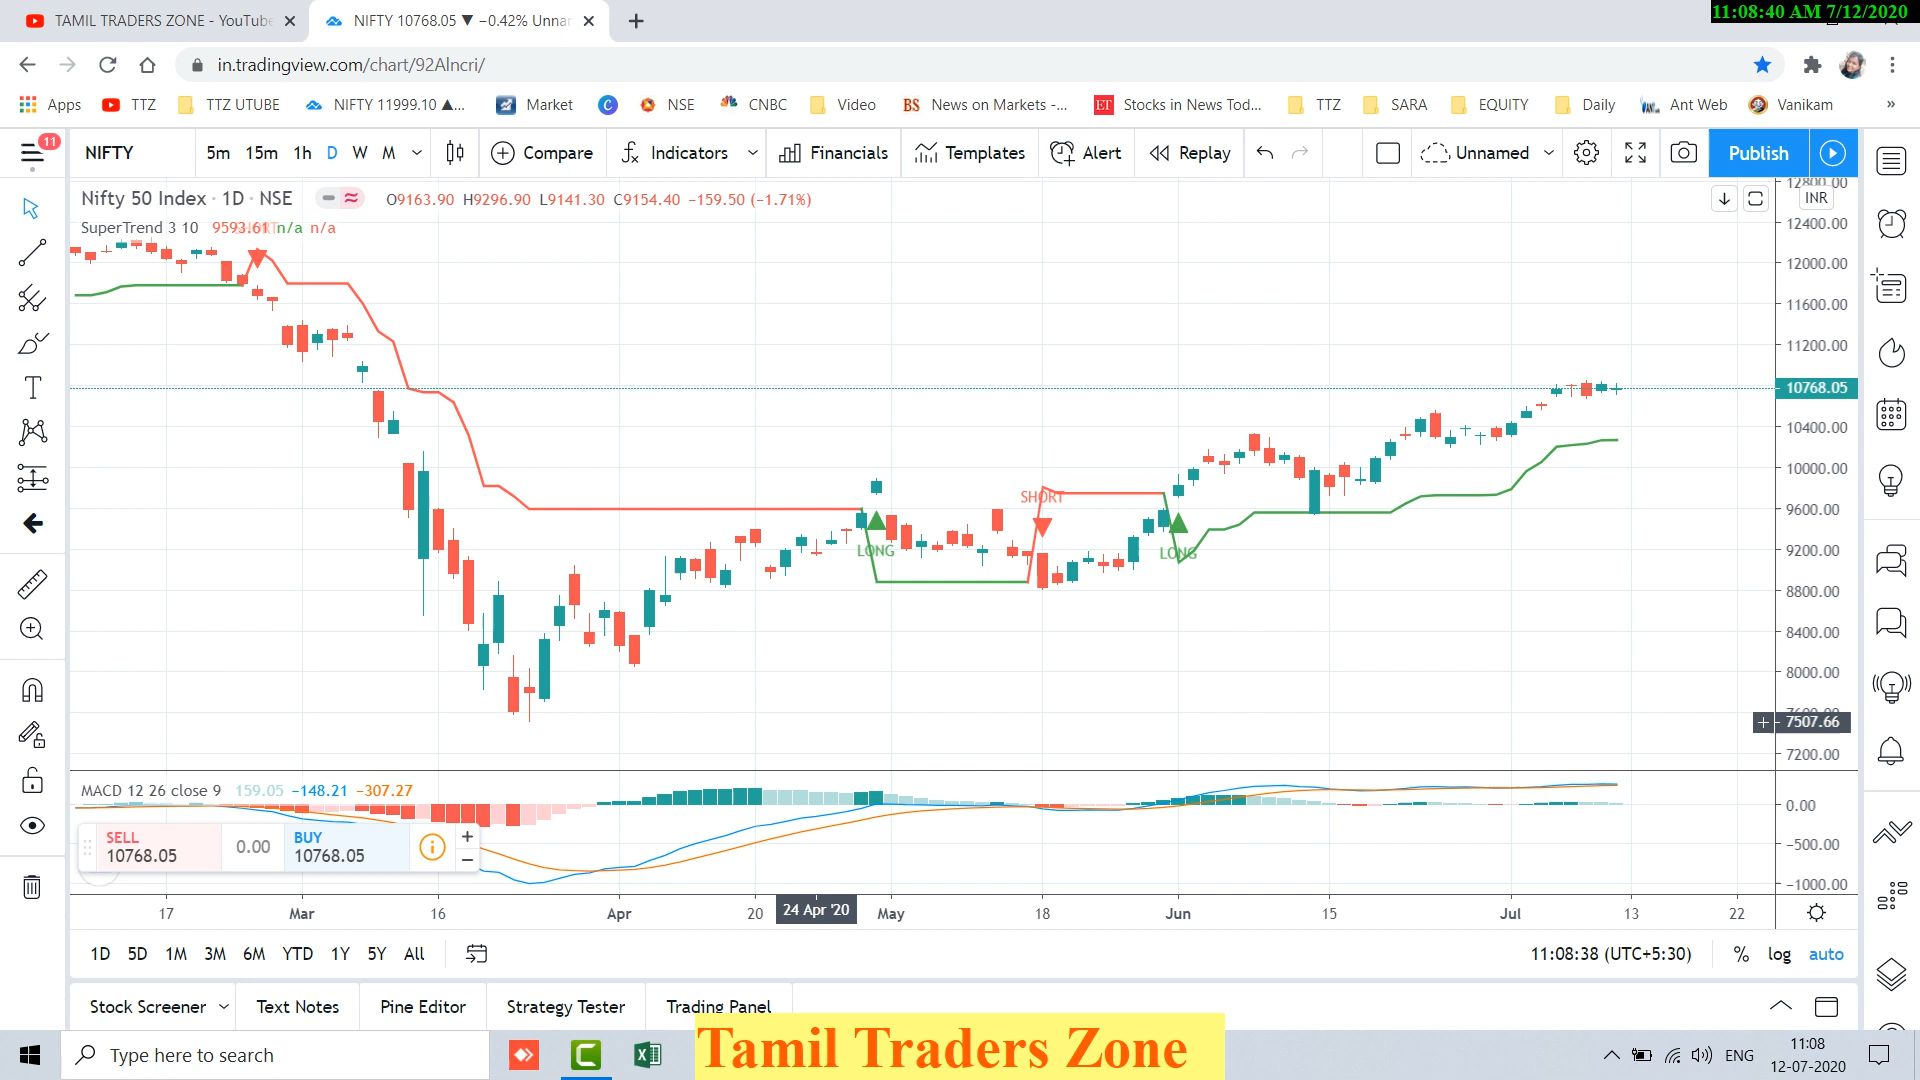 11:08:40 AM 7/12/2020
TAMIL TRADERS ZONE - YouTube
NIFTY 10768.05 ▼ −0.42% Unna
in.tradingview.com/chart/92Alncri/
Apps TTZ TTZ UTUBE NIFTY 11999.10 ▲... Market NSE CNBC Video BS News on Markets -... ET Stocks in News Tod... TTZ SARA EQUITY Daily Ant Web Vanikam »
11 NIFTY 5m 15m 1h D W M Compare Indicators Financials Templates Alert Replay Unnamed Publish
Nifty 50 Index · 1D · NSE O9163.90 H9296.90 L9141.30 C9154.40 −159.50 (−1.71%)
SuperTrend 3 10 9593.61 n/a n/a
INR
12800.00
12400.00
12000.00
11600.00
11200.00
10768.05
10400.00
10000.00
9600.00
9200.00
8800.00
8400.00
8000.00
7507.66
7200.00
SHORT
LONG
SHORT
LONG
MACD 12 26 close 9 159.05 −148.21 −307.27
0.00
−500.00
−1000.00
SELL
10768.05
0.00
BUY
10768.05
17 Mar 16 Apr 20 24 Apr '20 May 18 Jun 15 Jul 13 22
1D 5D 1M 3M 6M YTD 1Y 5Y All 11:08:38 (UTC+5:30) % log auto
Stock Screener Text Notes Pine Editor Strategy Tester Trading Panel
Tamil Traders Zone
Type here to search
ENG
11:08
12-07-2020